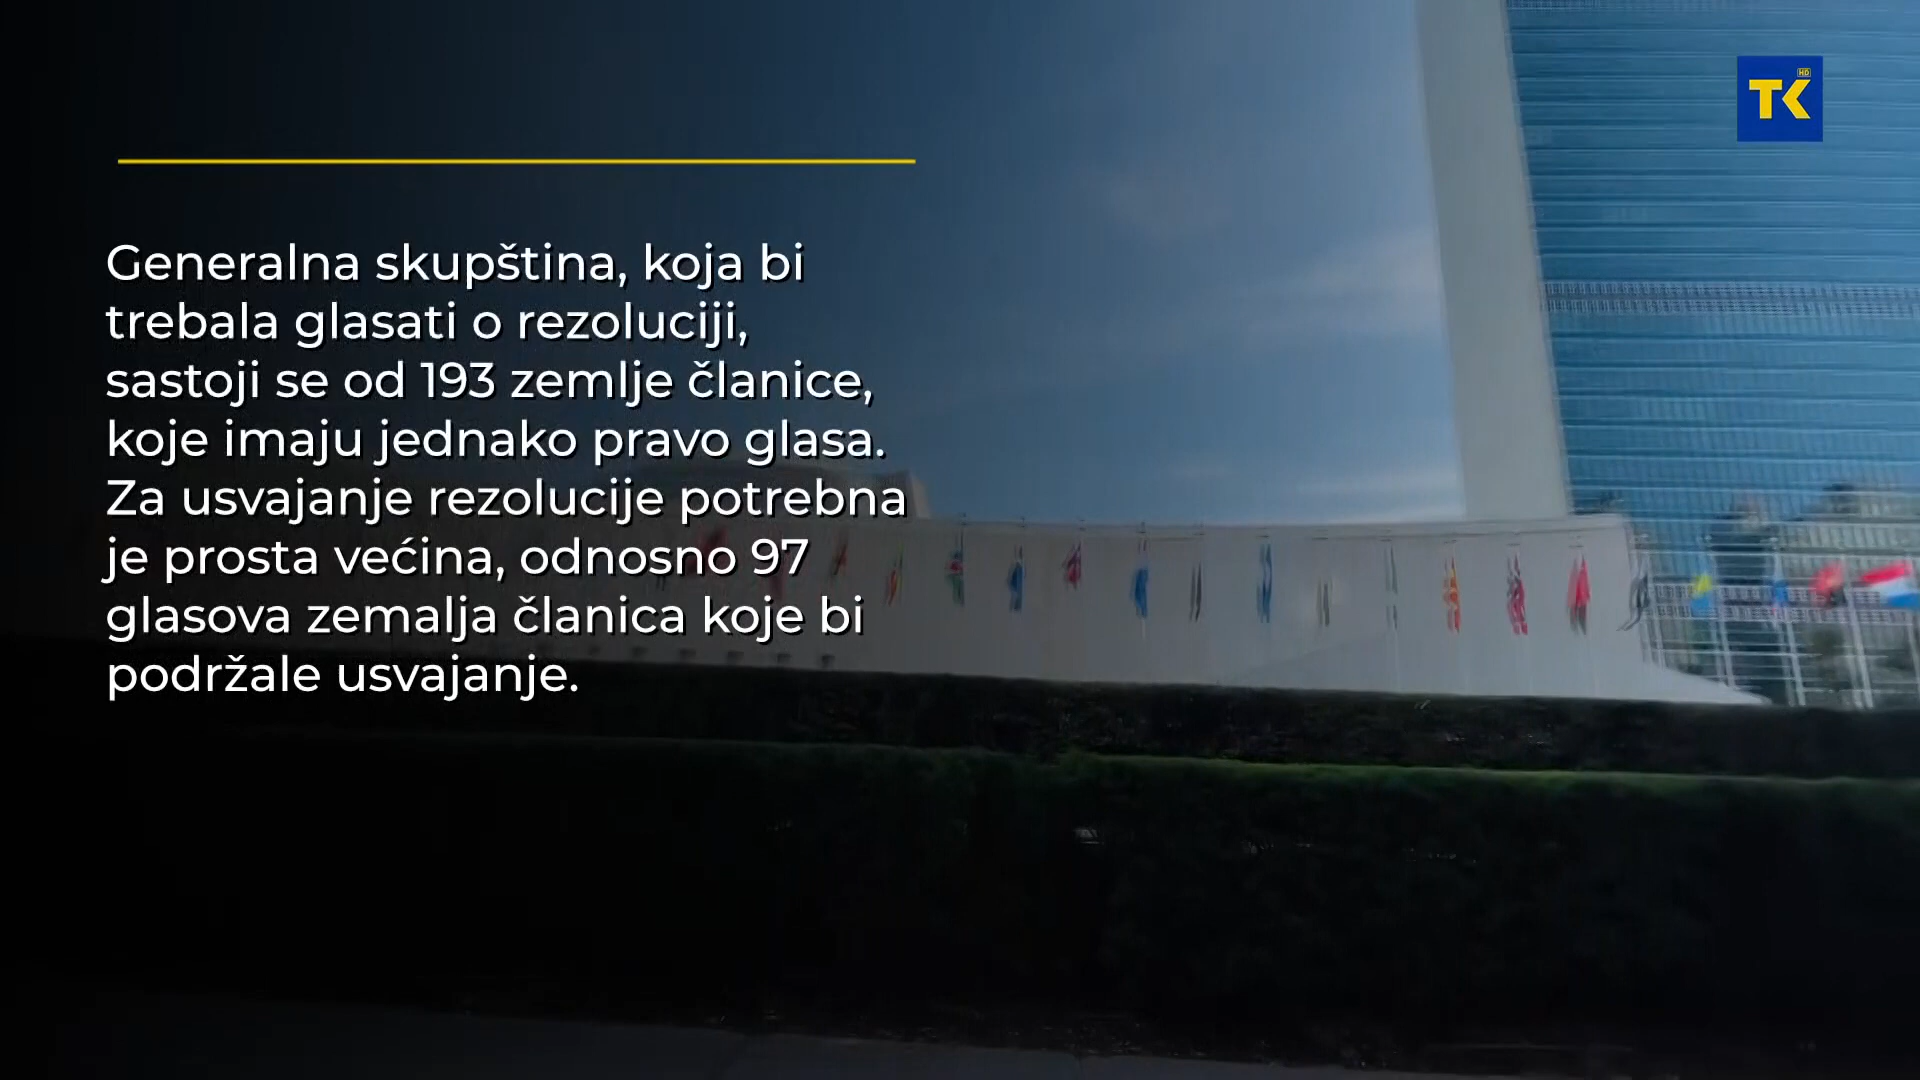 TK HD
Generalna skupština, koja bi
trebala glasati o rezoluciji,
sastoji se od 193 zemlje članice,
koje imaju jednako pravo glasa.
Za usvajanje rezolucije potrebna
je prosta većina, odnosno 97
glasova zemalja članica koje bi
podržale usvajanje.